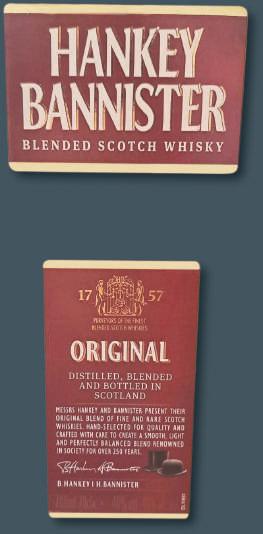 HANKEY
BANNISTER
BLENDED SCOTCH WHISKY
17 57
PURVEYORS OF THE FINEST
BLENDED SCOTCH WHISKIES
ORIGINAL
DISTILLED, BLENDED
AND BOTTLED IN
SCOTLAND
MESSRS HANKEY AND BANNISTER PRESENT THEIR
ORIGINAL BLEND OF FINE AND RARE SCOTCH
WHISKIES. HAND-SELECTED FOR QUALITY AND
CRAFTED WITH CARE TO CREATE A SMOOTH, LIGHT
AND PERFECTLY BALANCED BLEND RENOWNED
IN SOCIETY FOR OVER 250 YEARS.
B.HANKEY I H.BANNISTER